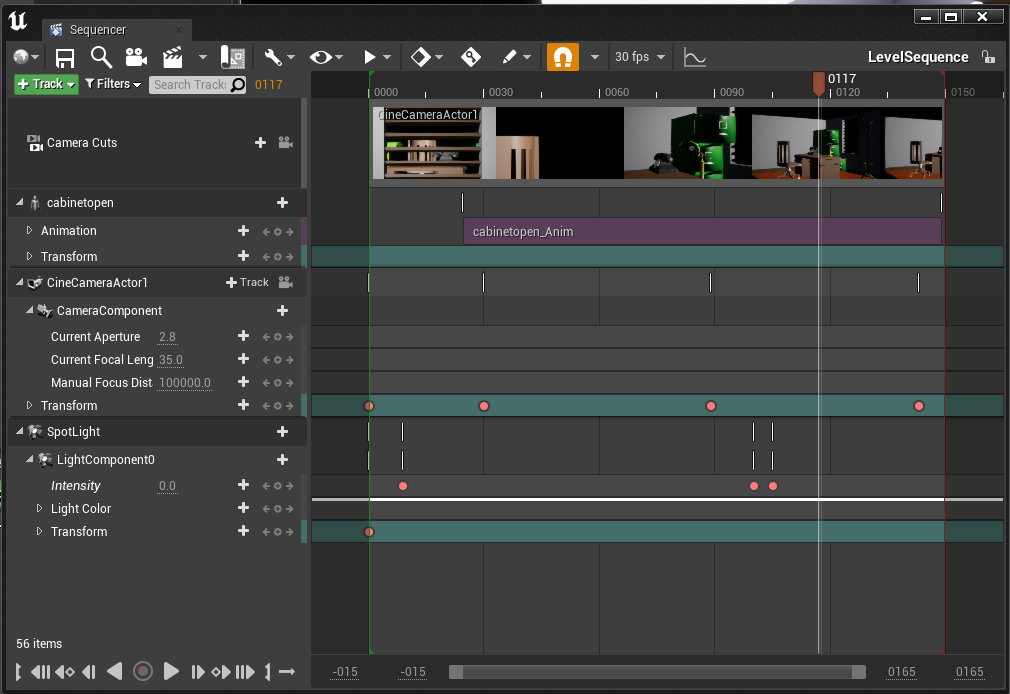 Sequencer
30 fps
LevelSequence
Track
Filters
Search Track
0117
0117
0000
0030
0060
0090
0120
0150
Camera Cuts
ineCameraActor1
cabinetopen
Animation
cabinetopen_Anim
Transform
CineCameraActor1
Track
CameraComponent
Current Aperture 2.8
Current Focal Leng 35.0
Manual Focus Dist 100000.0
Transform
SpotLight
LightComponent0
Intensity 0.0
Light Color
Transform
56 items
-015
-015
0165
0165